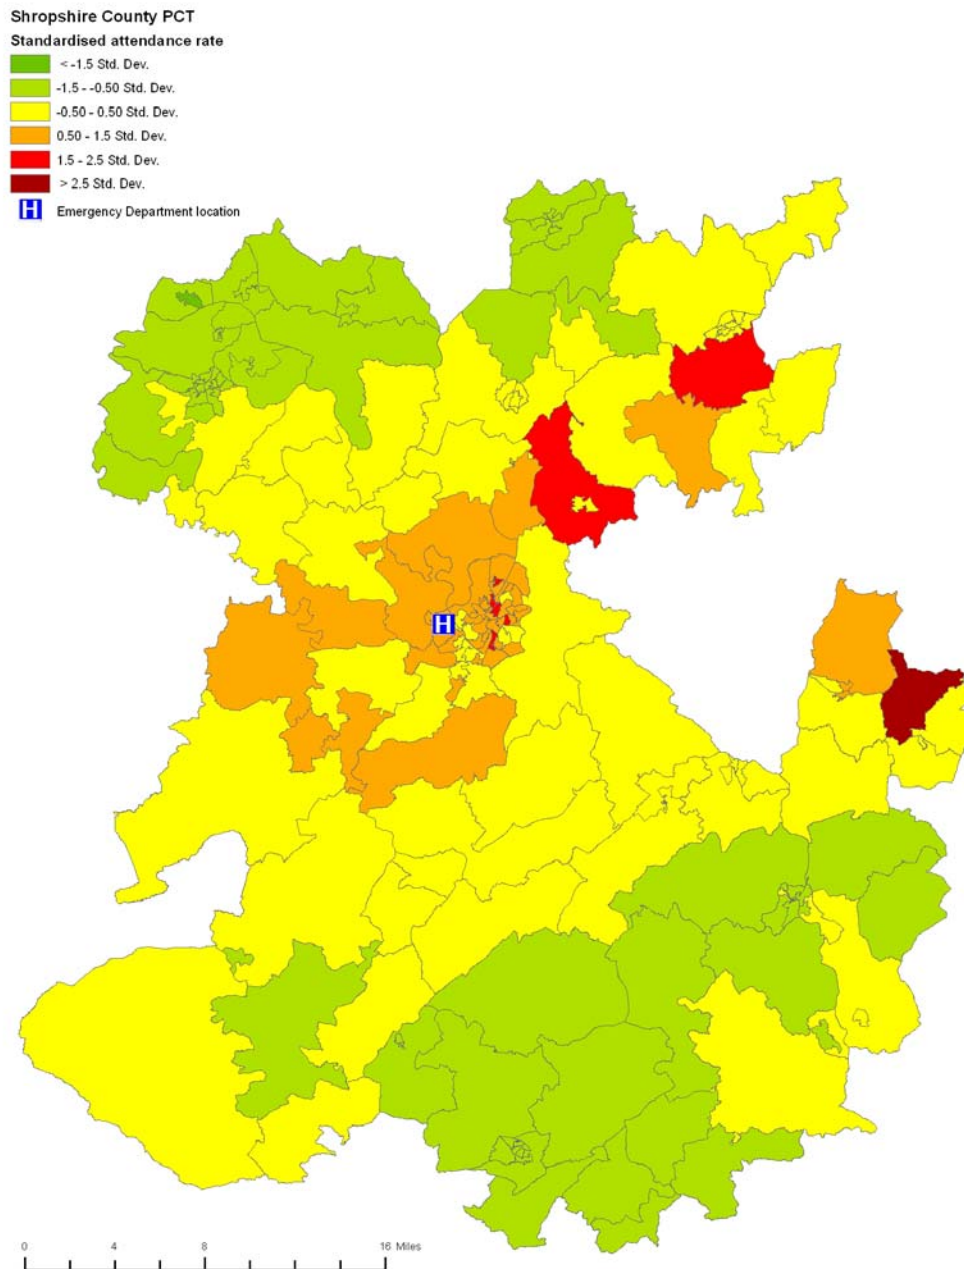 Shropshire County PCT
Standardised attendance rate
< -1.5 Std. Dev.
-1.5 - -0.50 Std. Dev.
-0.50 - 0.50 Std. Dev.
0.50 - 1.5 Std. Dev.
1.5 - 2.5 Std. Dev.
> 2.5 Std. Dev.
H Emergency Department location
H
0 4 8 16 Miles